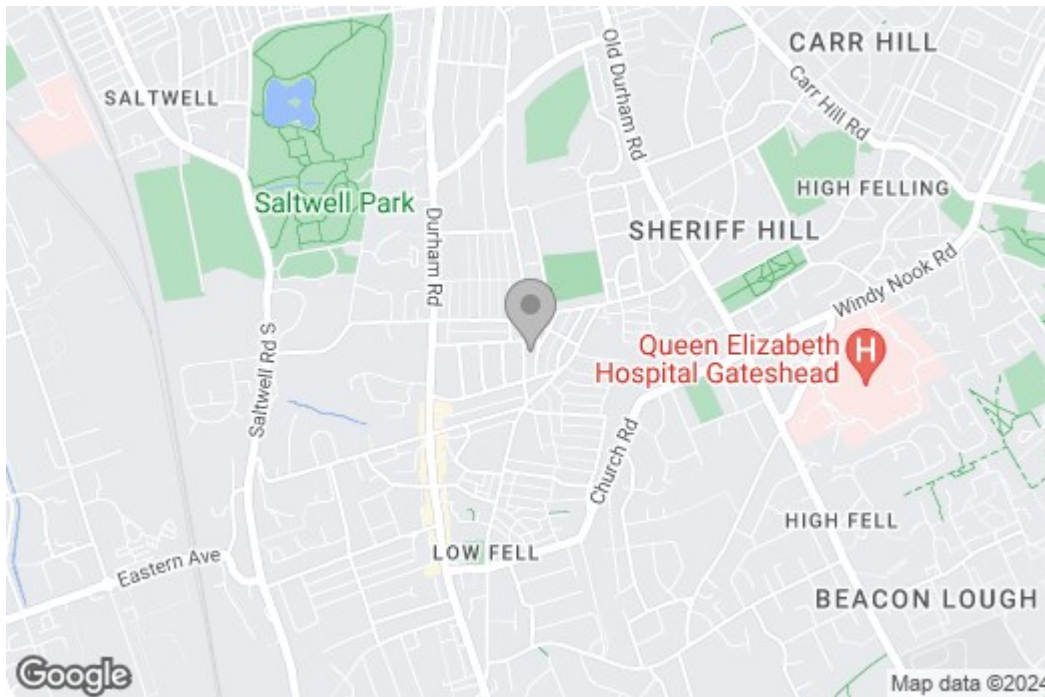 CARR HILL
Old Durham Rd
Carr Hill Rd
SALTWELL
HIGH FELLING
Saltwell Park
Durham Rd
SHERIFF HILL
Windy Nook Rd
Queen Elizabeth
Hospital Gateshead
H
Saltwell Rd S
Church Rd
HIGH FELL
LOW FELL
Eastern Ave
BEACON LOUGH
Google
Map data ©2024